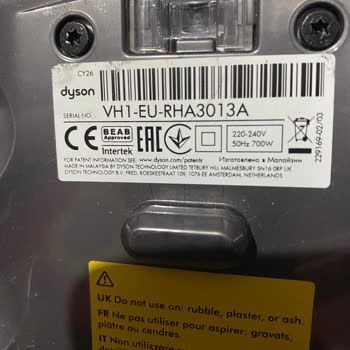 CY26
dyson
SERIAL: VH1-EU-RHA3013A
CE
BEAB
Approved
Intertek
EAC
220-240V
50Hz 700W
229169-02/03
FOR PATENT INFORMATION SEE: www.dyson.com/patents Изготовлено в Малайзии
MADE IN MALAYSIA BY DYSON TECHNOLOGY LIMITED TETBURY HILL MALMESBURY SN16 0RP UK
DYSON TECHNOLOGY B.V. FRED, ROESKESTRAAT 109, 1076 EE AMSTERDAM, NETHERLANDS
UK Do not use on: rubble, plaster, or ash.
FR Ne pas utiliser pour aspirer: gravats,
plâtre ou cendres.
IT Non utilizzare